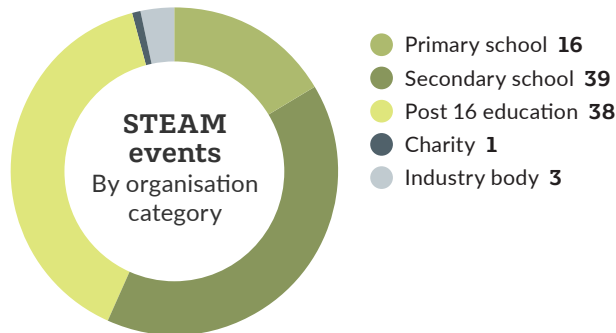 STEAM
events
By organisation
category
Primary school 16
Secondary school 39
Post 16 education 38
Charity 1
Industry body 3